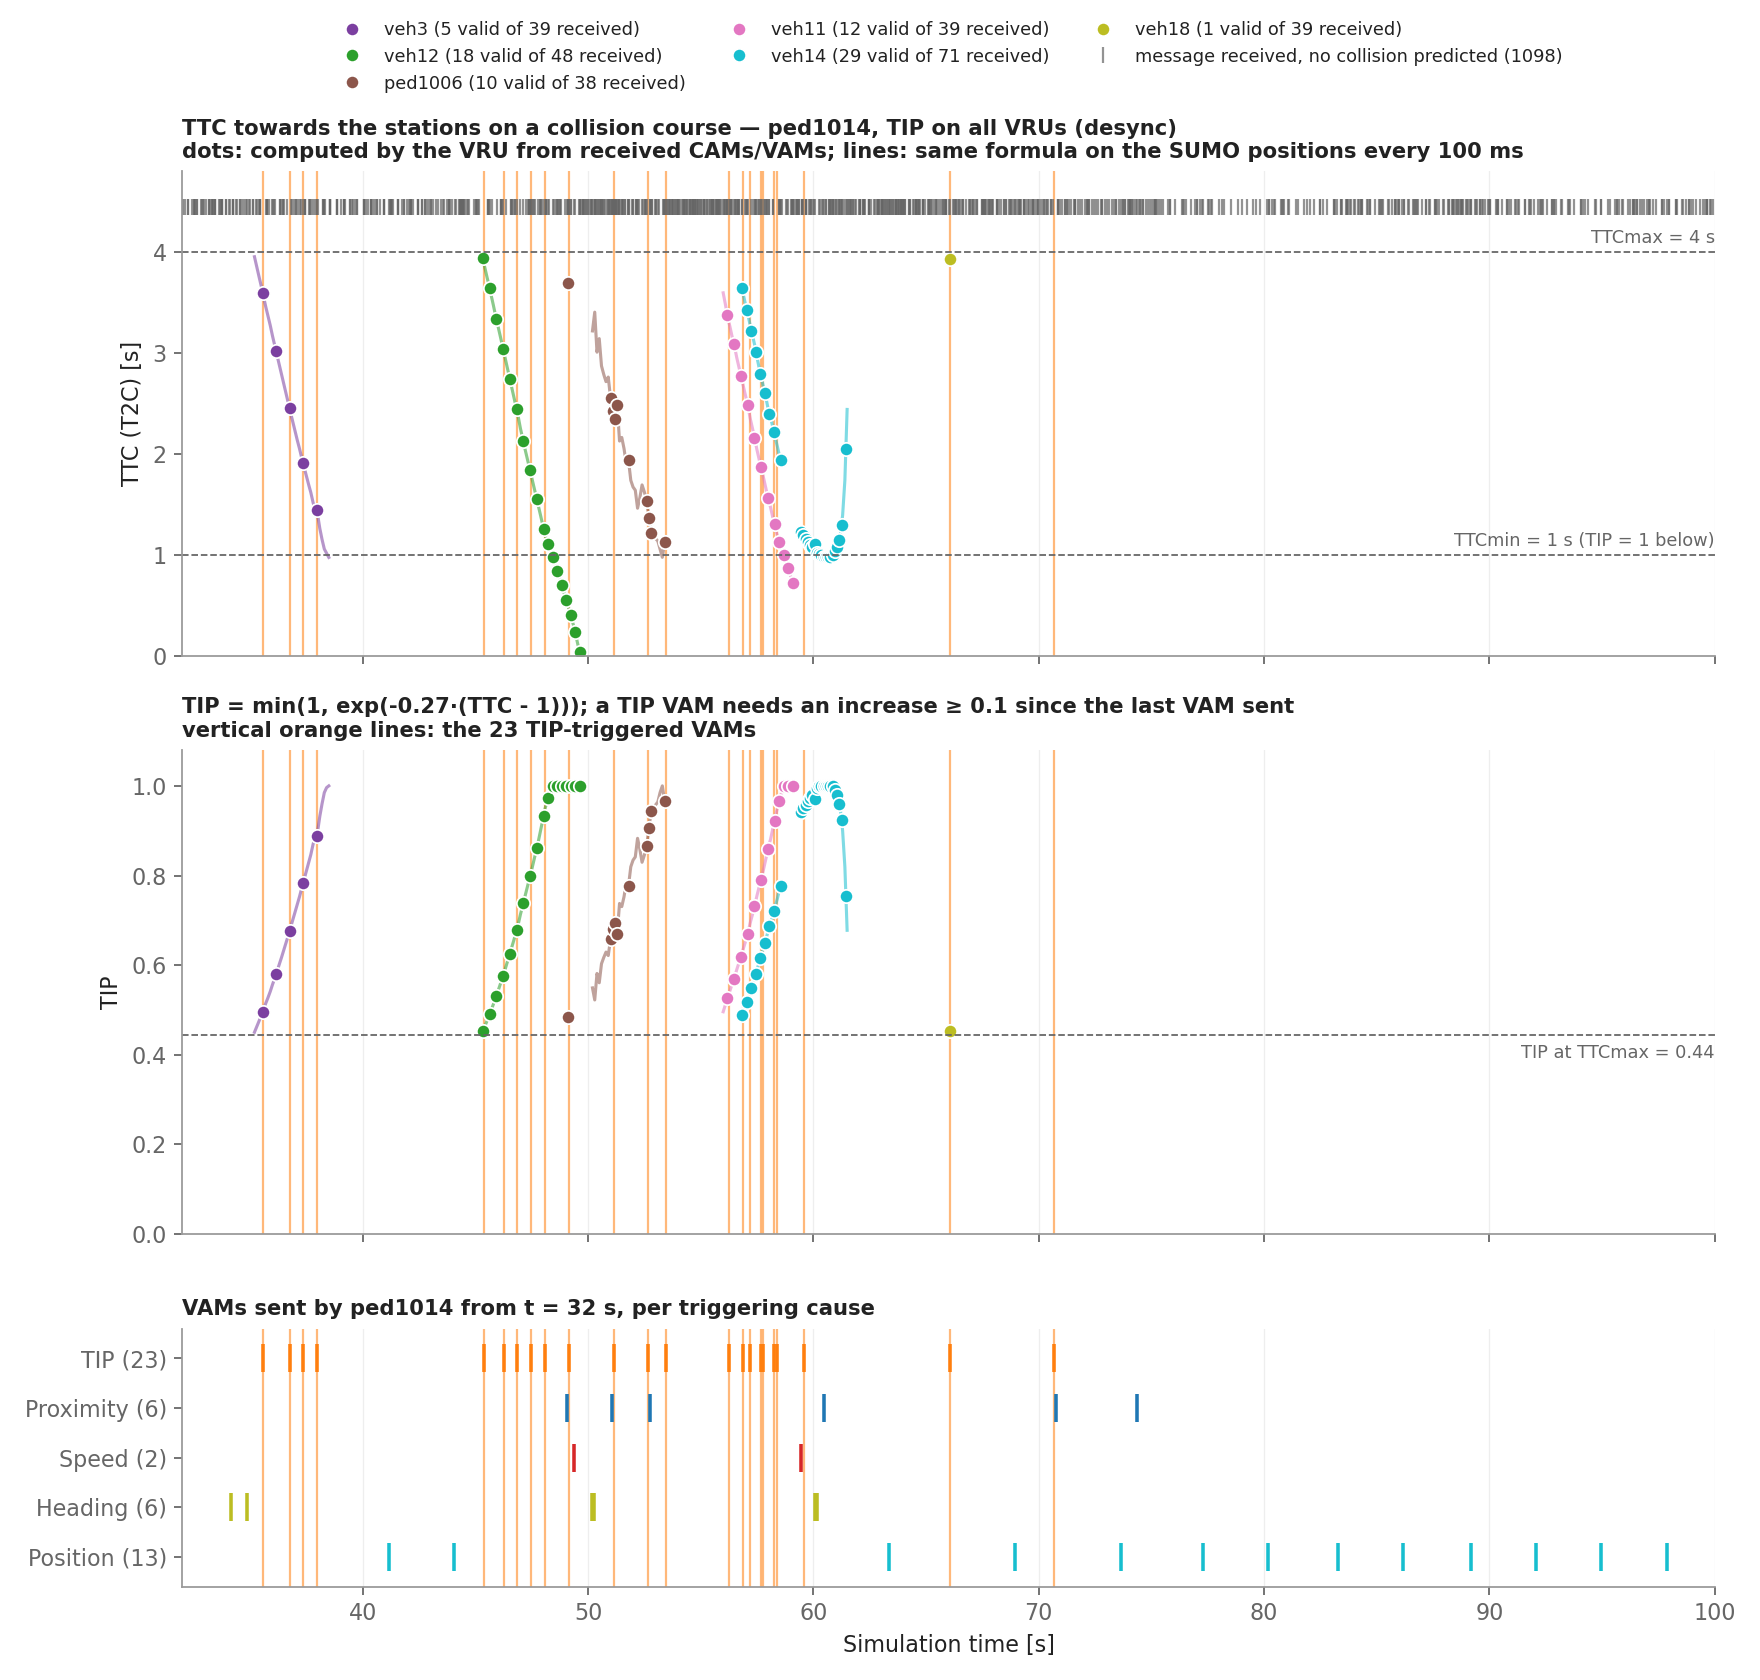 veh3 (5 valid of 39 received)
veh12 (18 valid of 48 received)
ped1006 (10 valid of 38 received)
veh11 (12 valid of 39 received)
veh14 (29 valid of 71 received)
veh18 (1 valid of 39 received)
message received, no collision predicted (1098)
TTC towards the stations on a collision course — ped1014, TIP on all VRUs (desync)
dots: computed by the VRU from received CAMs/VAMs; lines: same formula on the SUMO positions every 100 ms
TTC (T2C) [s]
4
3
2
1
0
TTCmax = 4 s
TTCmin = 1 s (TIP = 1 below)
TIP = min(1, exp(-0.27·(TTC - 1))); a TIP VAM needs an increase ≥ 0.1 since the last VAM sent
vertical orange lines: the 23 TIP-triggered VAMs
TIP
1.0
0.8
0.6
0.4
0.2
0.0
TIP at TTCmax = 0.44
VAMs sent by ped1014 from t = 32 s, per triggering cause
TIP (23)
Proximity (6)
Speed (2)
Heading (6)
Position (13)
40
50
60
70
80
90
100
Simulation time [s]